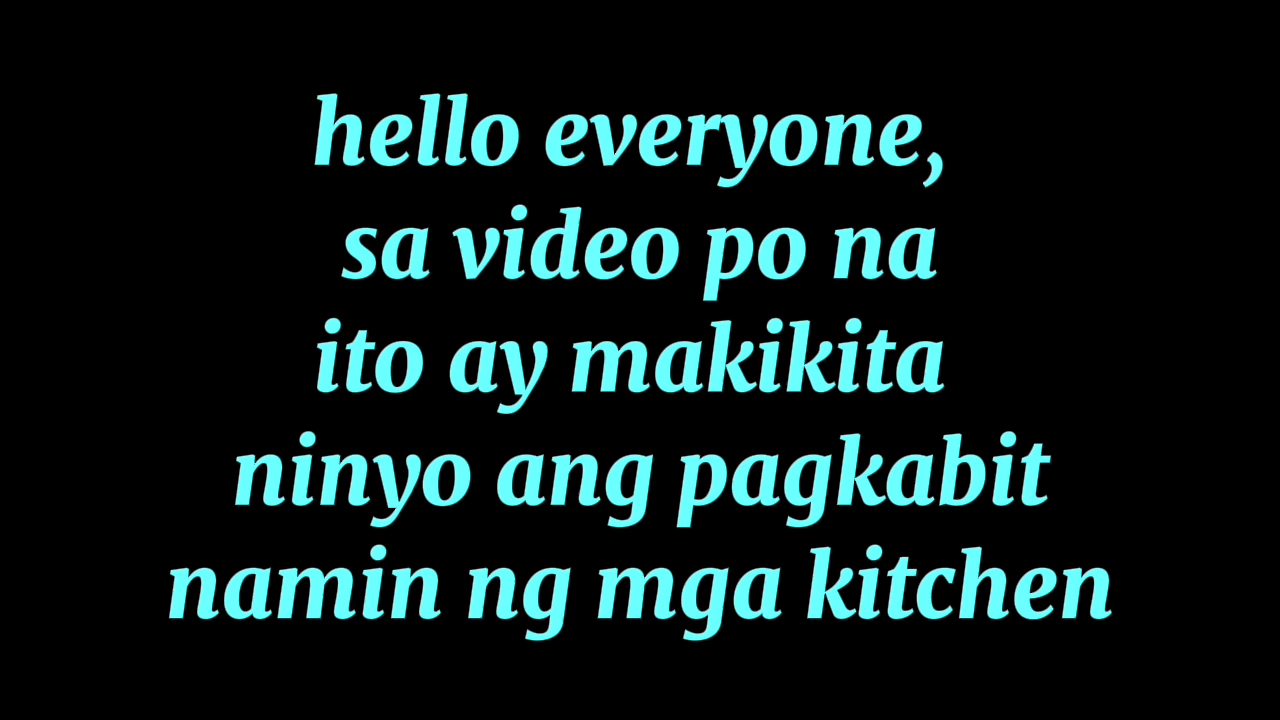 hello everyone,
sa video po na
ito ay makikita
ninyo ang pagkabit
namin ng mga kitchen